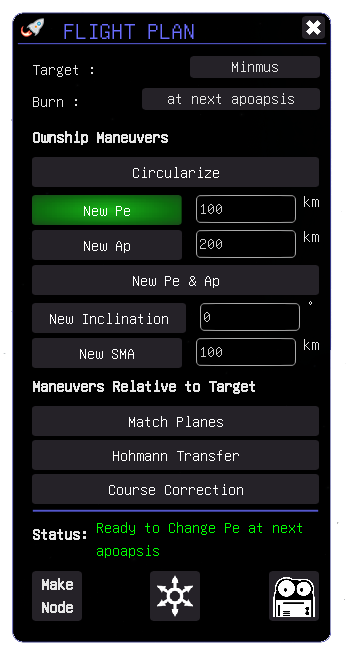 FLIGHT PLAN
Target : Minmus
Burn : at next apoapsis
Ownship Maneuvers
Circularize
New Pe 100 km
New Ap 200 km
New Pe & Ap
New Inclination 0 °
New SMA 100 km
Maneuvers Relative to Target
Match Planes
Hohmann Transfer
Course Correction
Status: Ready to Change Pe at next
apoapsis
Make
Node